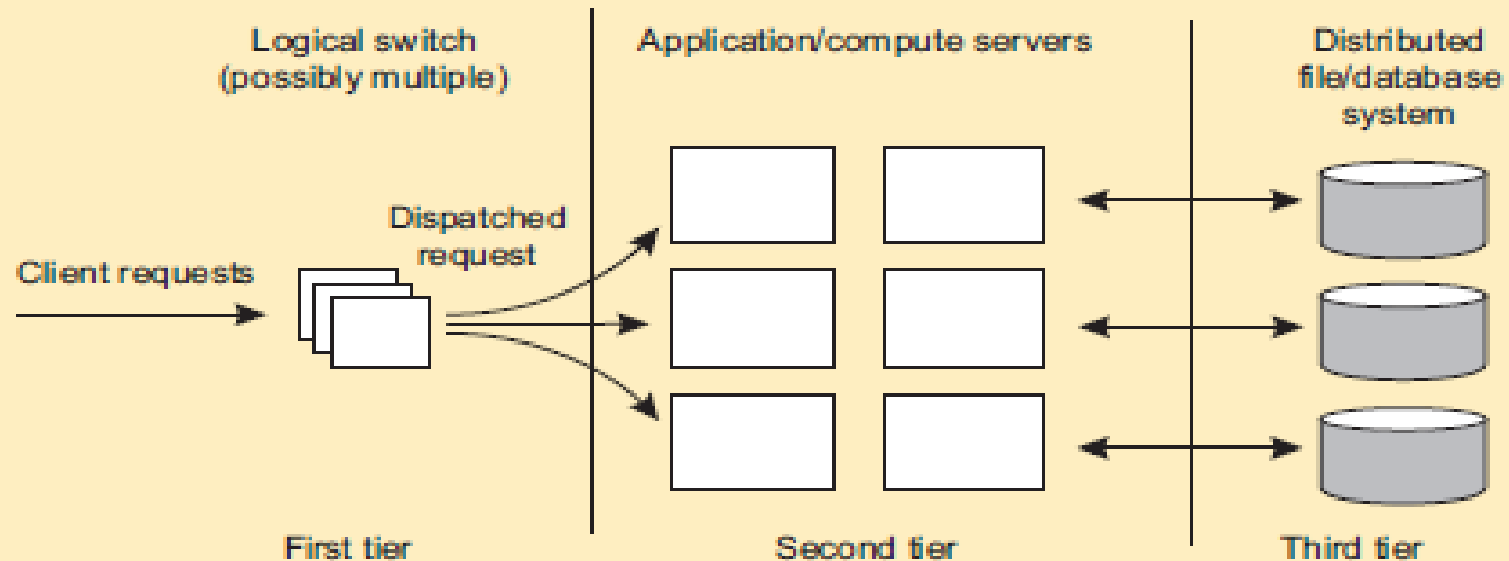 Logical switch
(possibly multiple)
Application/compute servers
Distributed
file/database
system
Dispatched
request
Client requests
First tier
Second tier
Third tier